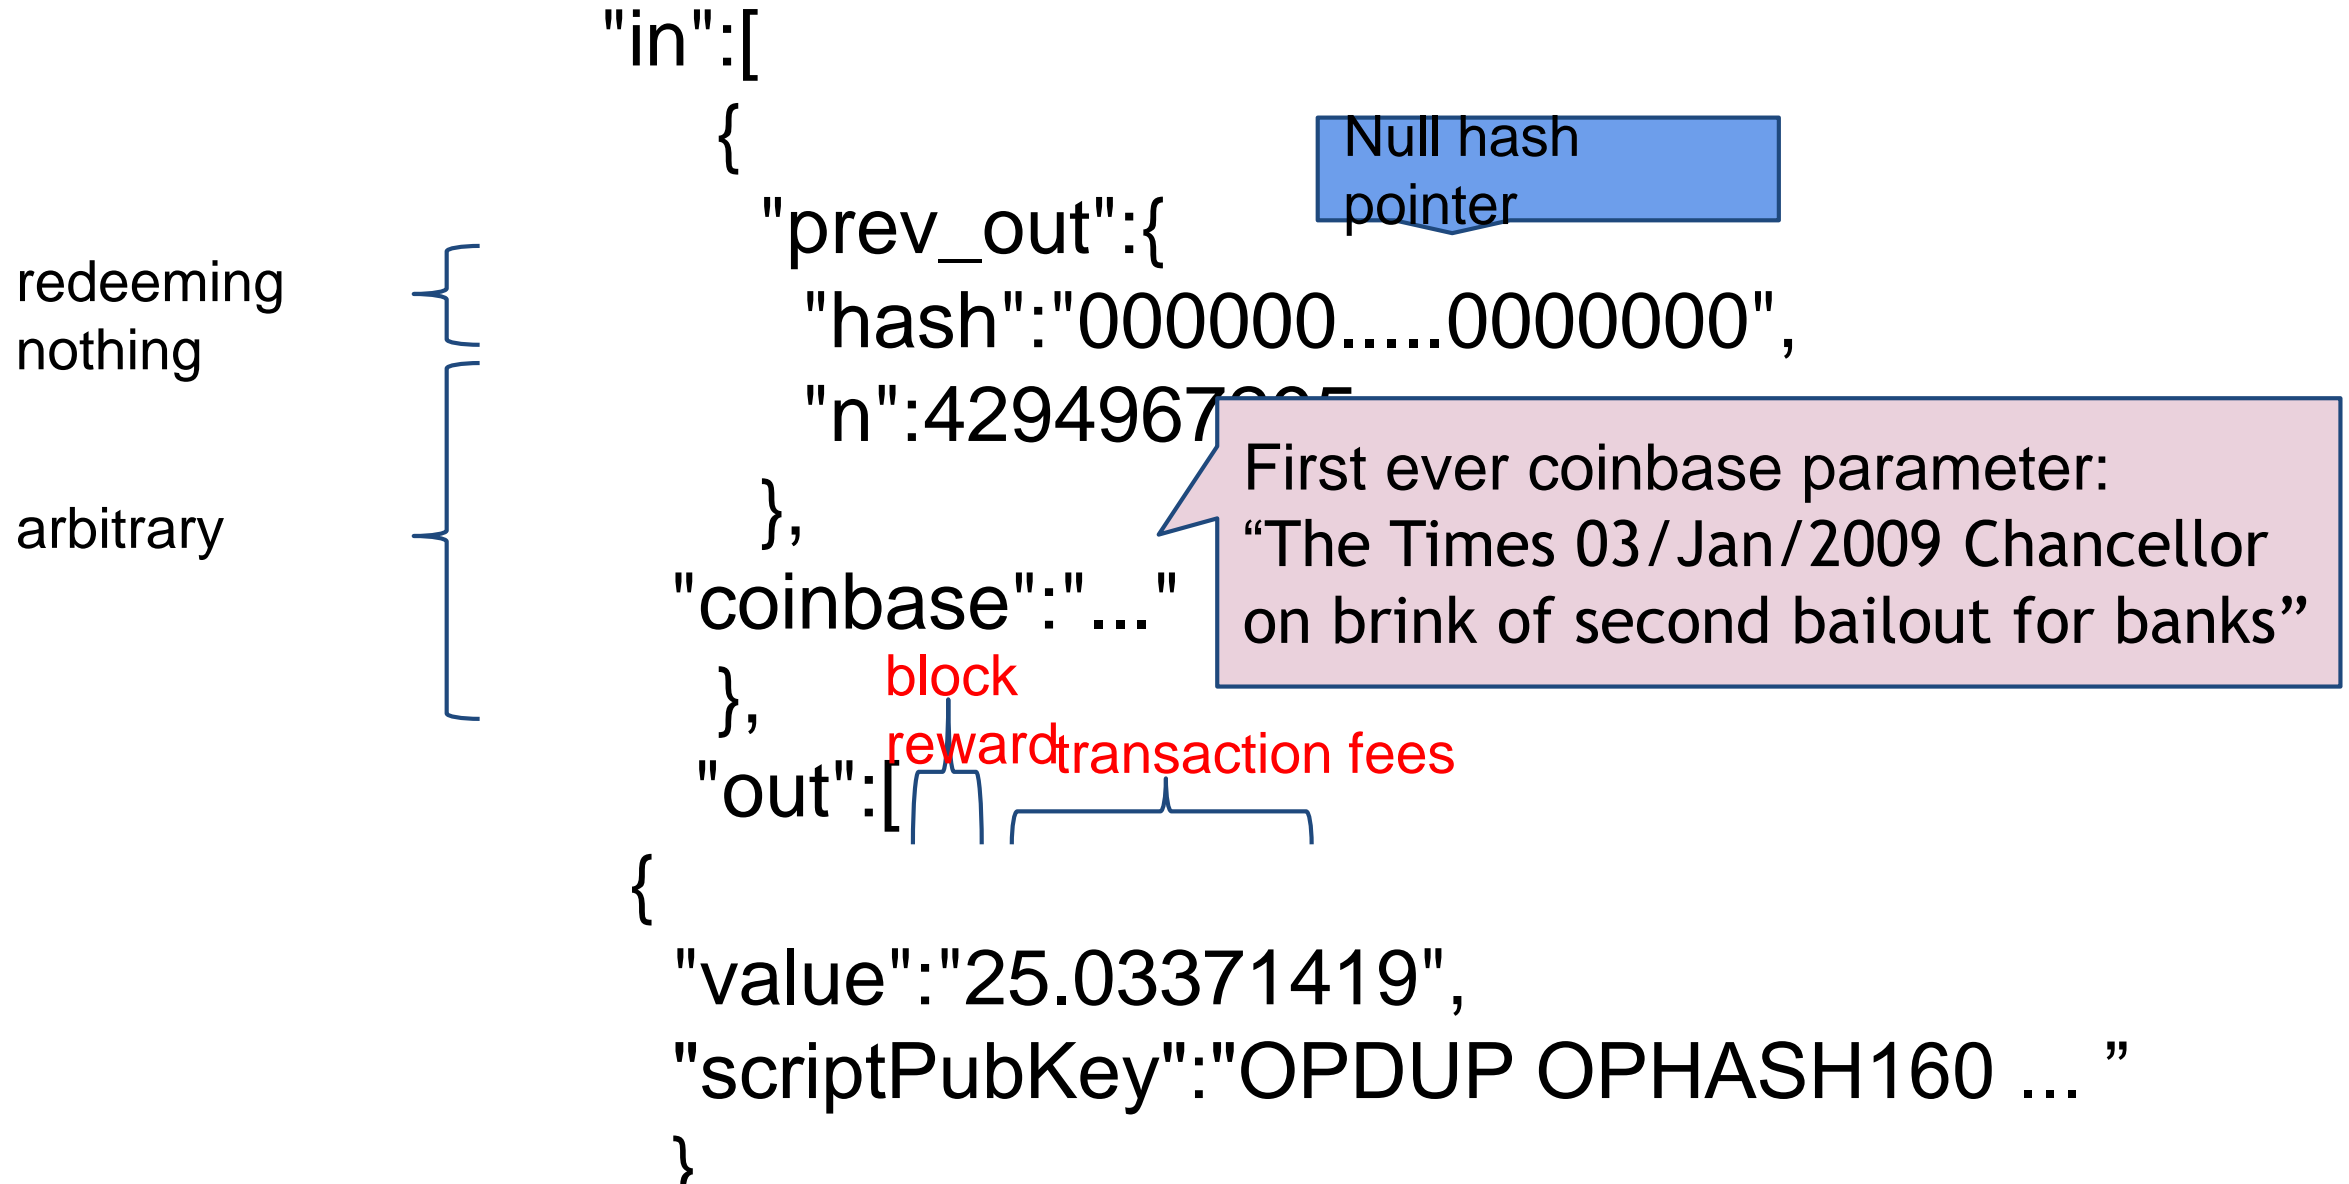 "in":[
{
Null hash
pointer
"prev_out":{
redeeming
nothing
"hash":"000000.....0000000",
"n":4294967295
First ever coinbase parameter:
“The Times 03/Jan/2009 Chancellor
on brink of second bailout for banks”
},
arbitrary
"coinbase":"..."
},
block
reward
transaction fees
"out":[
{
"value":"25.03371419",
"scriptPubKey":"OPDUP OPHASH160 ... ”
}